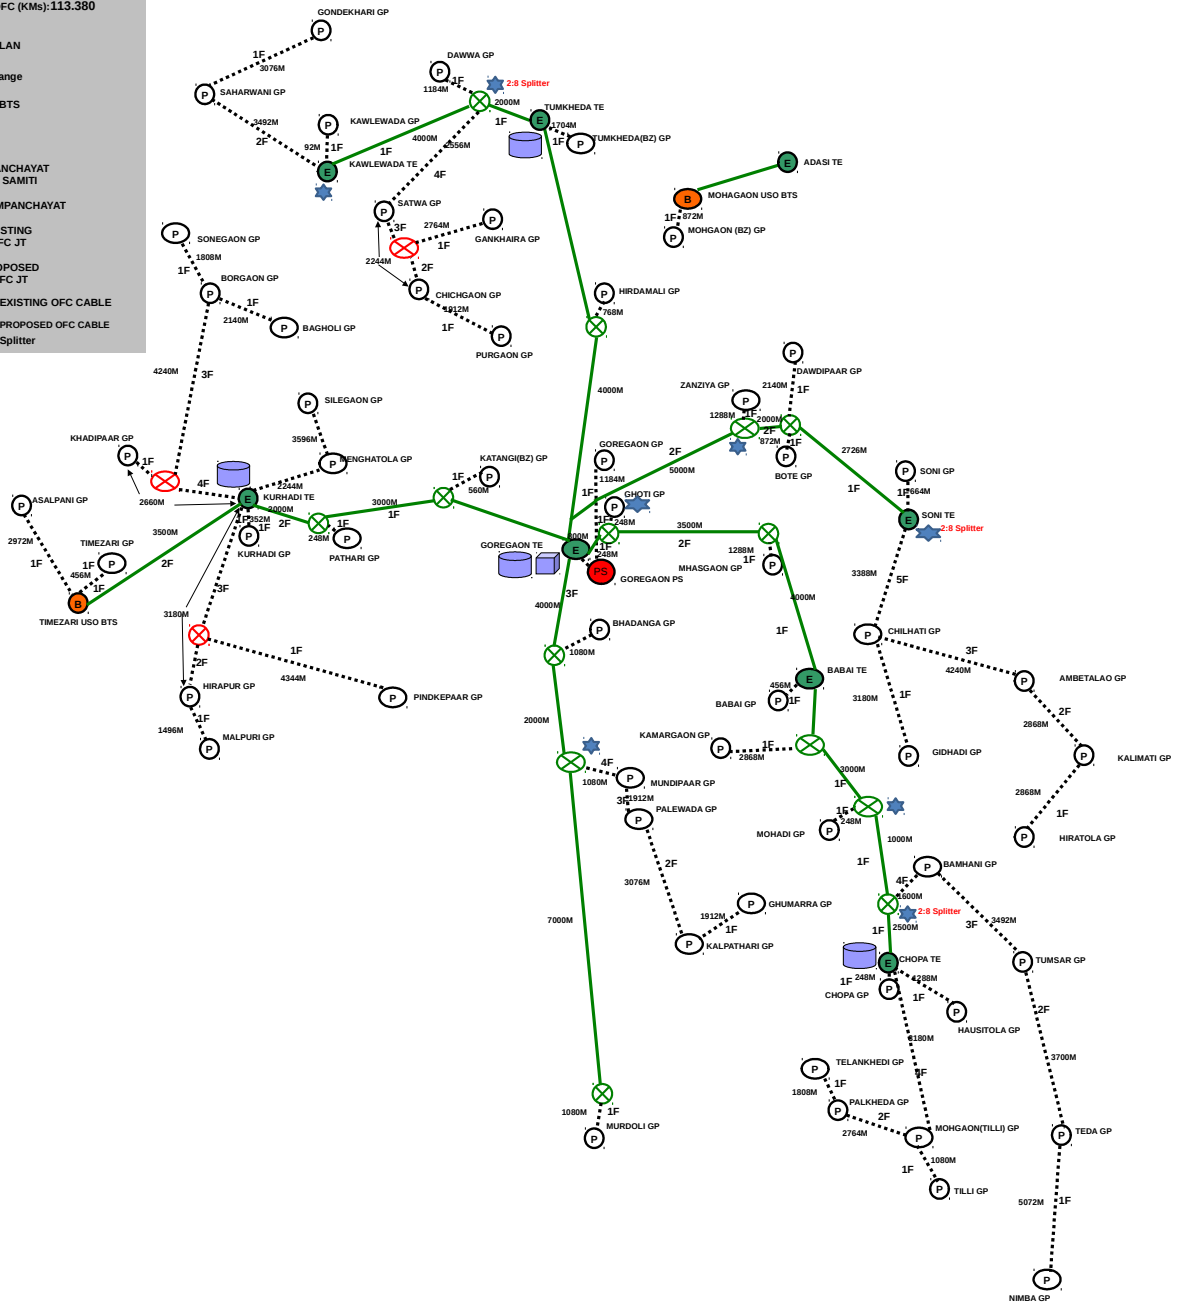 OFC (KMs):113.380
LAN
ange
BTS
ANCHAYAT
SAMITI
MPANCHAYAT
STING
FC JT
OPOSED
FC JT
EXISTING OFC CABLE
PROPOSED OFC CABLE
Splitter
GONDEKHARI GP
P
1F
3076M
P
SAHARWANI GP
3492M
2F
P
KAWLEWADA GP
92M
1F
E
KAWLEWADA TE
DAWWA GP
P
1F
1184M
2:8 Splitter
2000M
1F
4000M
1F
2556M
4F
TUMKHEDA TE
E
1704M
1F
P
TUMKHEDA(BZ) GP
E
ADASI TE
B
MOHAGAON USO BTS
1F
872M
P
MOHGAON (BZ) GP
SATWA GP
P
3F
2764M
1F
P
GANKHAIRA GP
2244M
2F
P
CHICHGAON GP
1912M
1F
P
PURGAON GP
P
SONEGAON GP
1808M
1F
BORGAON GP
P
1F
2140M
P
BAGHOLI GP
4240M
3F
P
HIRDAMALI GP
768M
4000M
P
DAWDIPAAR GP
2140M
1F
ZANZIYA GP
P
1288M
1F
2000M
2F
872M
1F
P
BOTE GP
2F
5000M
2726M
1F
P
SONI GP
1F
664M
E
SONI TE
2:8 Splitter
P
SILEGAON GP
3596M
P
MENGHATOLA GP
2244M
KHADIPAAR GP
P
1F
4F
2660M
E
KURHADI TE
2000M
2F
352M
1F
1F
P
KURHADI GP
248M
1F
P
PATHARI GP
3000M
1F
KATANGI(BZ) GP
1F
P
560M
GOREGAON GP
P
1184M
1F
GHOTI GP
P
1F
248M
800M
1F
248M
GOREGAON TE
E
PS
GOREGAON PS
3500M
2F
1288M
1F
MHASGAON GP
P
4000M
1F
ASALPANI GP
P
2972M
1F
TIMEZARI GP
P
1F
456M
1F
B
TIMEZARI USO BTS
3500M
2F
3F
3180M
2F
1F
4344M
P
PINDKEPAAR GP
P
HIRAPUR GP
1F
1496M
P
MALPURI GP
3F
4000M
P
BHADANGA GP
1080M
2000M
4F
1080M
P
MUNDIPAAR GP
3F
1912M
P
PALEWADA GP
2F
3076M
P
GHUMARRA GP
1912M
1F
P
KALPATHARI GP
7000M
1080M
1F
P
MURDOLI GP
E
BABAI TE
456M
1F
BABAI GP
P
KAMARGAON GP
P
1F
2868M
3000M
1F
1F
248M
MOHADI GP
P
1000M
1F
3388M
5F
P
CHILHATI GP
3F
4240M
P
AMBETALAO GP
3180M
1F
P
GIDHADI GP
2F
2868M
P
KALIMATI GP
2868M
1F
P
HIRATOLA GP
P
BAMHANI GP
4F
1600M
2:8 Splitter
1F
2500M
3F
3492M
P
TUMSAR GP
E
CHOPA TE
1F
248M
P
CHOPA GP
1288M
1F
P
HAUSITOLA GP
3180M
4F
2F
3700M
TELANKHEDI GP
P
1F
1808M
P
PALKHEDA GP
2F
2764M
P
MOHGAON(TILLI) GP
1080M
1F
P
TILLI GP
P
TEDA GP
5072M
1F
P
NIMBA GP